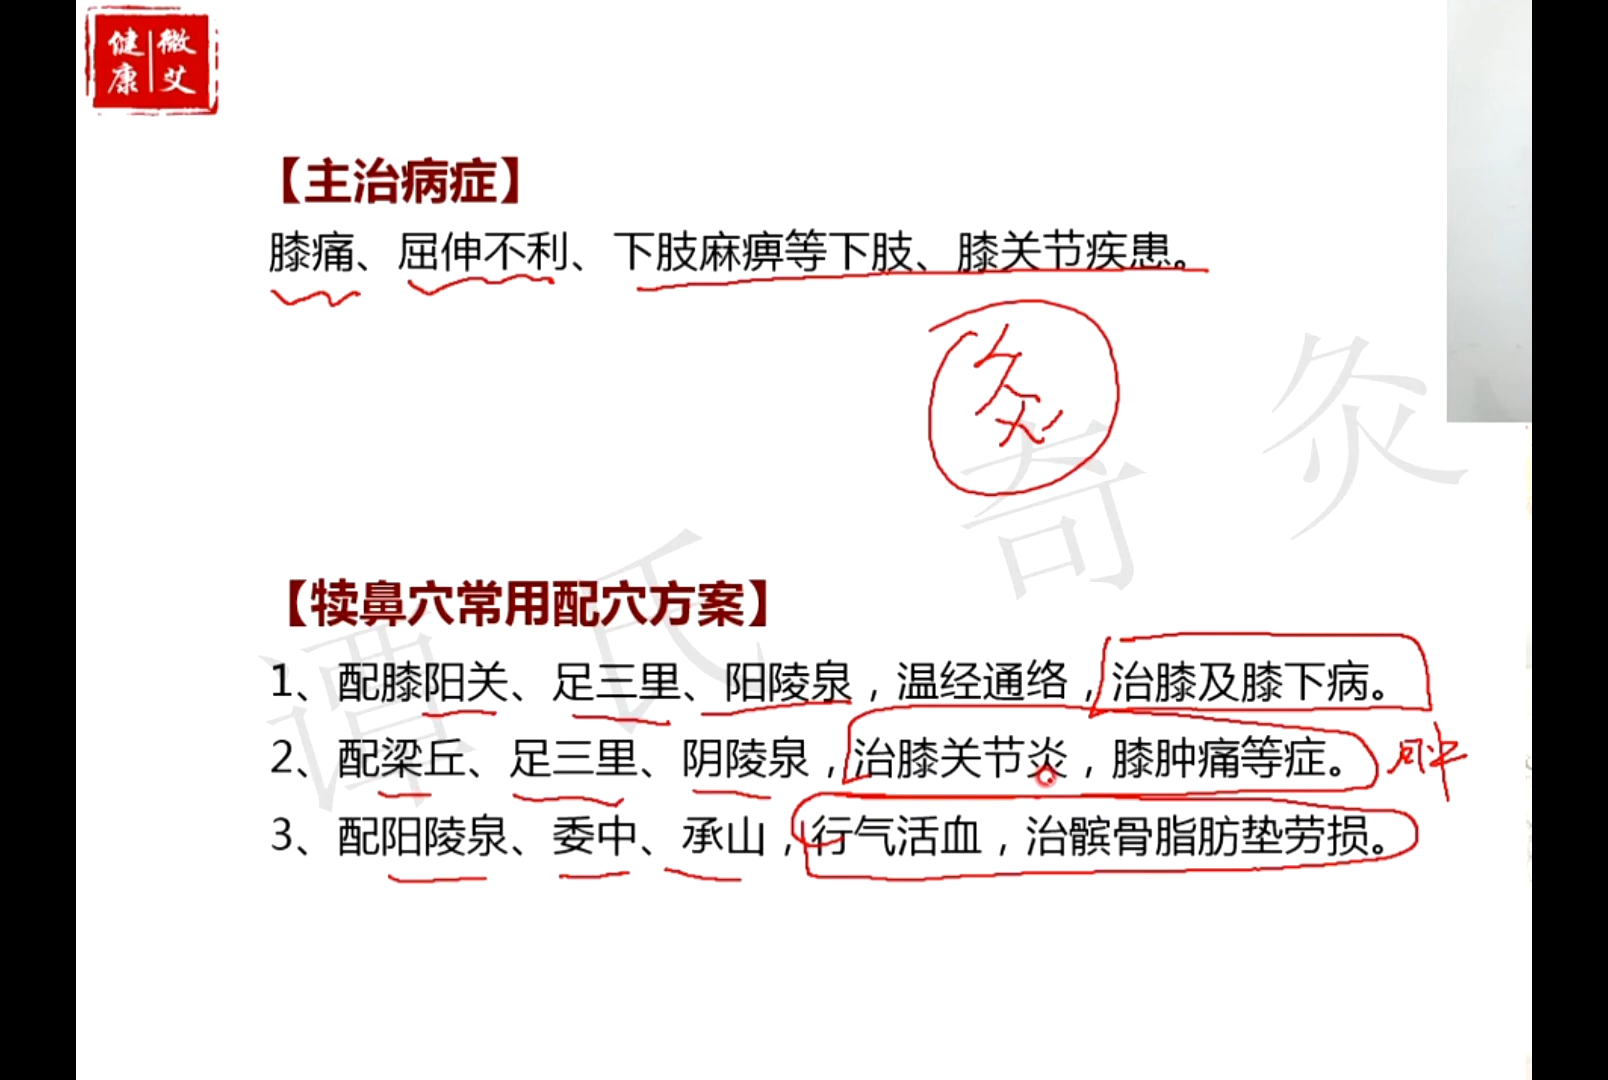 微艾
健康
【主治病症】
膝痛、屈伸不利、下肢麻痹等下肢、膝关节疾患。
灸
【犊鼻穴常用配穴方案】
1、配膝阳关、足三里、阳陵泉，温经通络，治膝及膝下病。
2、配梁丘、足三里、阴陵泉，治膝关节炎，膝肿痛等症。
3、配阳陵泉、委中、承山，行气活血，治髌骨脂肪垫劳损。
谭氏奇灸